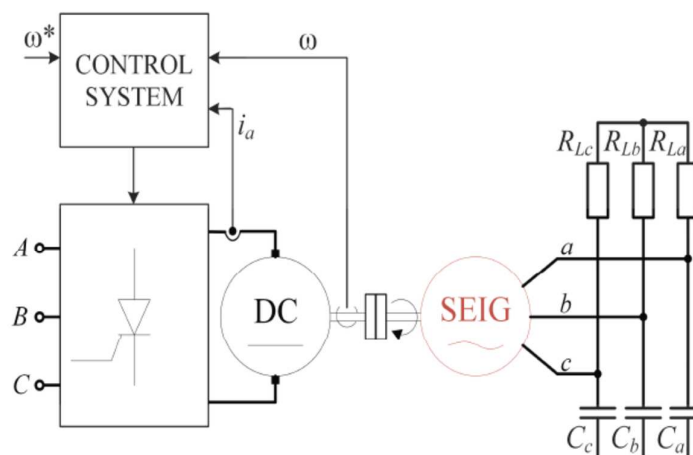 ω*
ω
CONTROL
SYSTEM
i_a
R_Lc R_Lb R_La
A
B
C
DC
SEIG
a
b
c
C_c C_b C_a